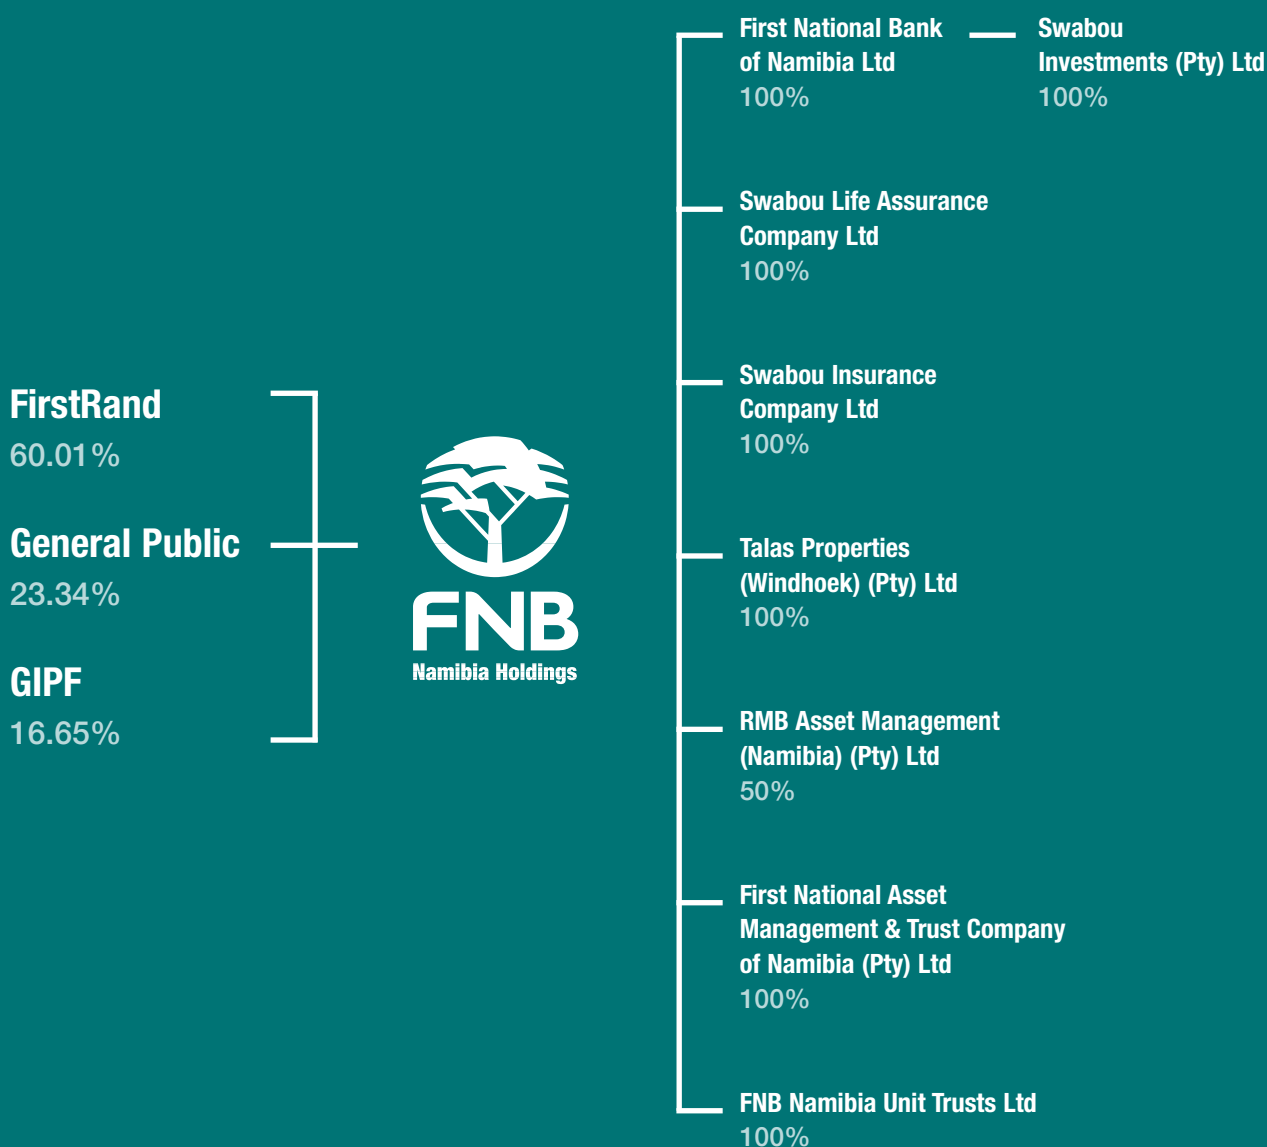 FirstRand
60.01%
General Public
23.34%
GIPF
16.65%
FNB
Namibia Holdings
First National Bank
of Namibia Ltd
100%
Swabou
Investments (Pty) Ltd
100%
Swabou Life Assurance
Company Ltd
100%
Swabou Insurance
Company Ltd
100%
Talas Properties
(Windhoek) (Pty) Ltd
100%
RMB Asset Management
(Namibia) (Pty) Ltd
50%
First National Asset
Management & Trust Company
of Namibia (Pty) Ltd
100%
FNB Namibia Unit Trusts Ltd
100%